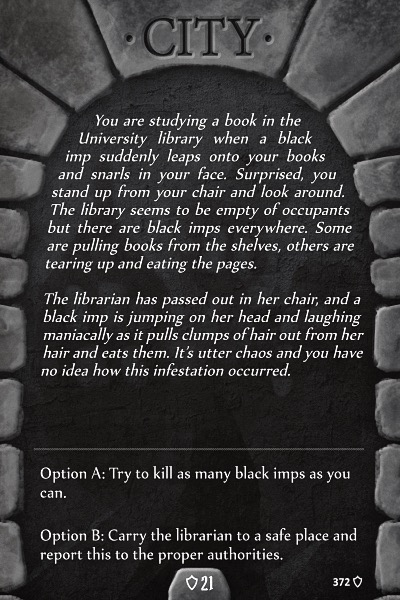 ·CITY·
You are studying a book in the
University library when a black
imp suddenly leaps onto your books
and snarls in your face. Surprised, you
stand up from your chair and look around.
The library seems to be empty of occupants
but there are black imps everywhere. Some
are pulling books from the shelves, others are
tearing up and eating the pages.
The librarian has passed out in her chair, and a
black imp is jumping on her head and laughing
maniacally as it pulls clumps of hair out from her
hair and eats them. It's utter chaos and you have
no idea how this infestation occurred.
Option A: Try to kill as many black imps as you
can.
Option B: Carry the librarian to a safe place and
report this to the proper authorities.
21
372